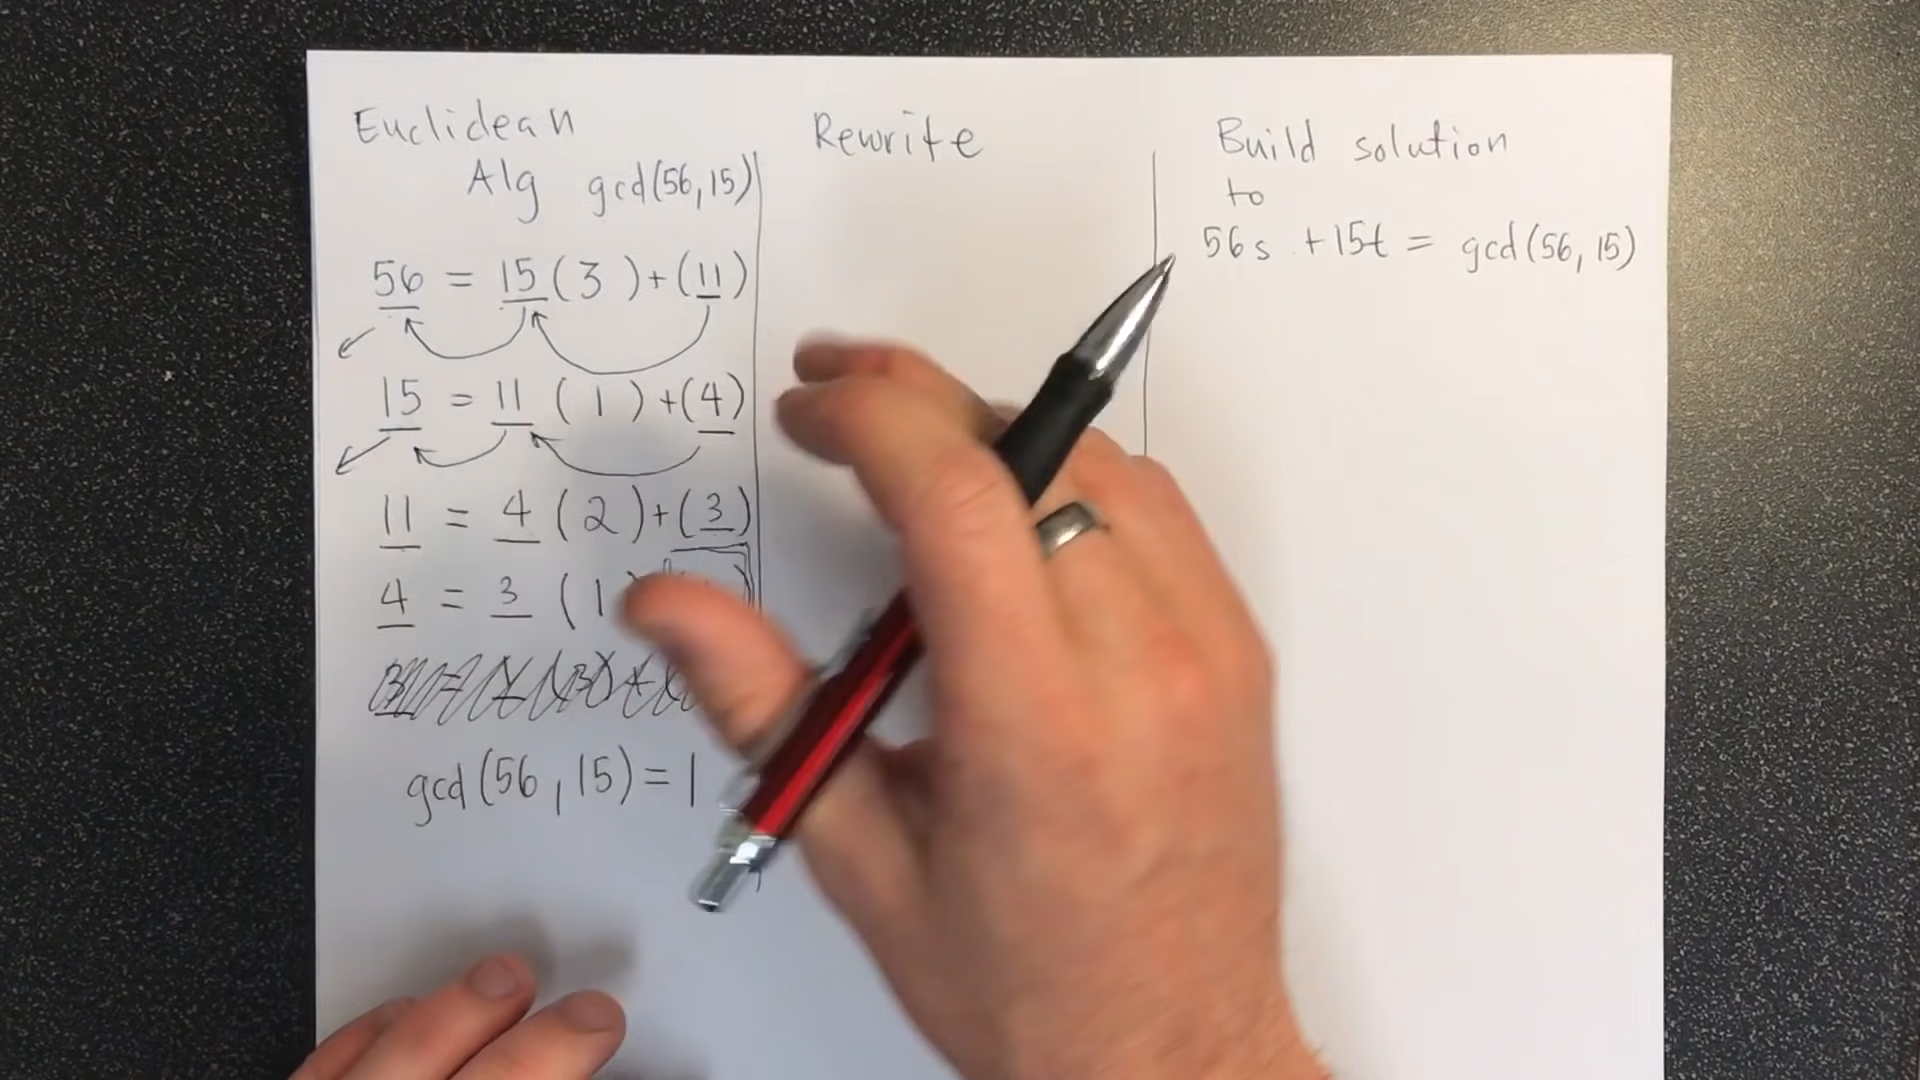 Euclidean
Alg gcd(56,15)
56 = 15(3)+(11)
15 = 11(1)+(4)
11 = 4(2)+(3)
4 = 3(1
gcd(56,15)=1
Rewrite
Build solution
to
56s +15t = gcd(56,15)